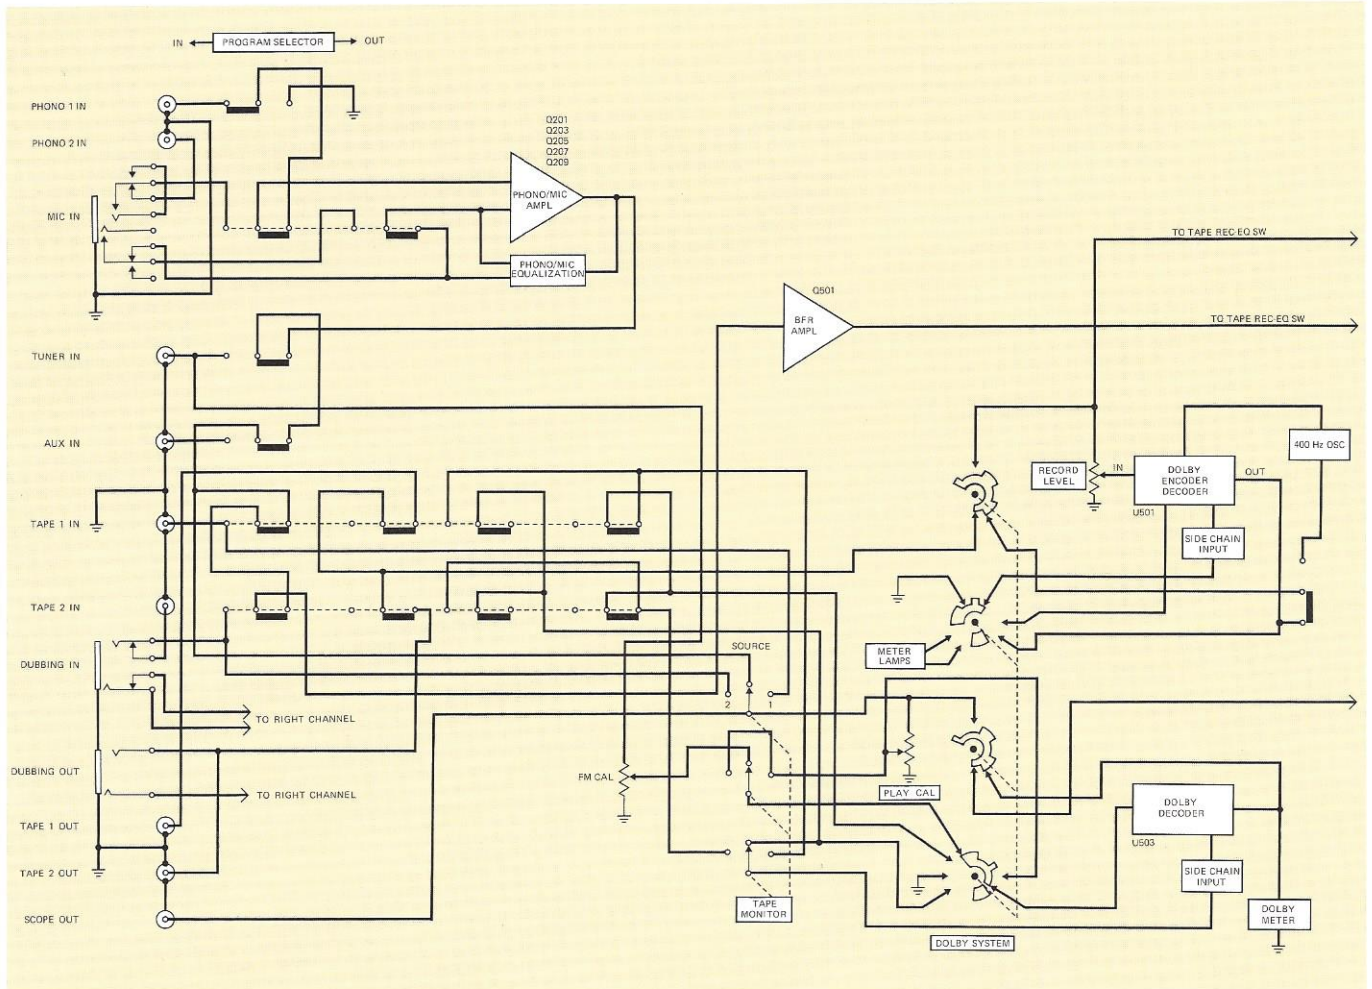 IN
PROGRAM SELECTOR
OUT
PHONO 1 IN
PHONO 2 IN
MIC IN
Q201
Q203
Q205
Q207
Q209
PHONO/MIC
AMPL
PHONO/MIC
EQUALIZATION
TO TAPE REC-EQ SW
Q501
BFR
AMPL
TO TAPE REC-EQ SW
TUNER IN
AUX IN
TAPE 1 IN
TAPE 2 IN
DUBBING IN
TO RIGHT CHANNEL
DUBBING OUT
TO RIGHT CHANNEL
TAPE 1 OUT
TAPE 2 OUT
SCOPE OUT
RECORD
LEVEL
IN
DOLBY
ENCODER
DECODER
OUT
400 Hz OSC
U501
SIDE CHAIN
INPUT
METER
LAMPS
SOURCE
2
1
FM CAL
PLAY CAL
DOLBY
DECODER
U503
SIDE CHAIN
INPUT
TAPE
MONITOR
DOLBY
METER
DOLBY SYSTEM